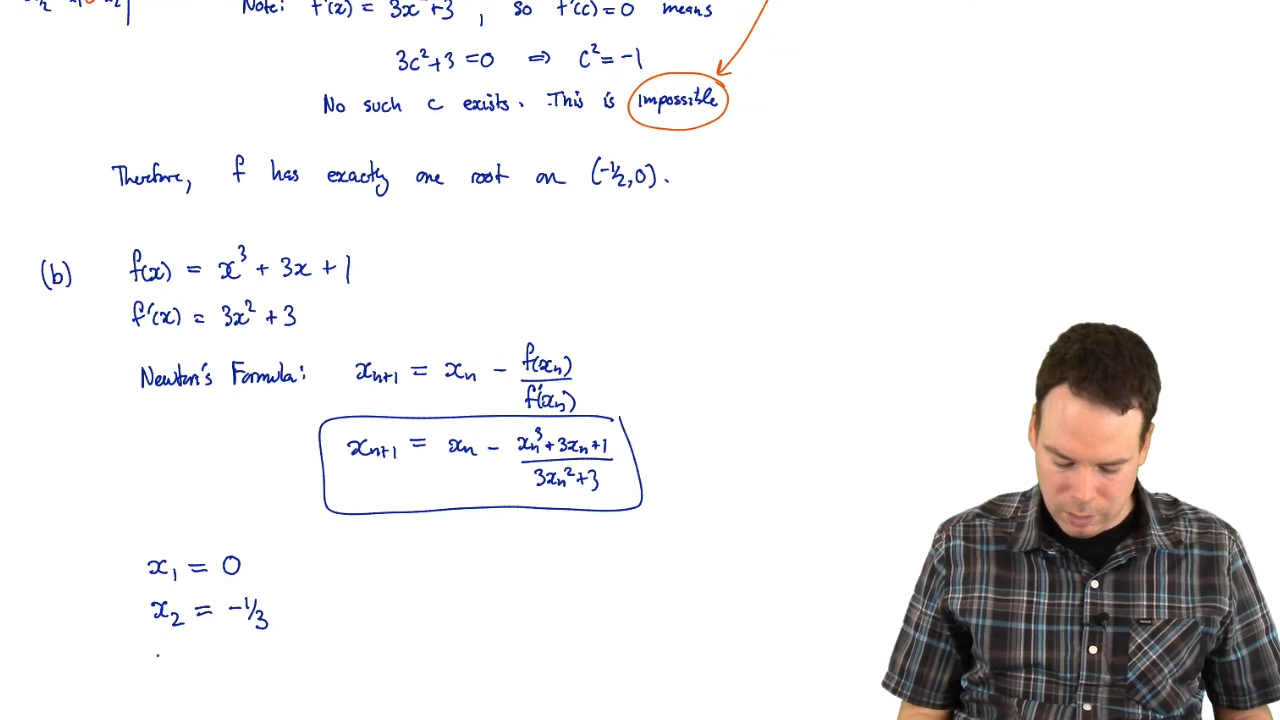 Note: f'(x) = 3x²+3, so f'(c)=0 means
3c²+3=0 ⇒ c²=-1
No such c exists. This is impossible
Therefore, f has exactly one root on (-1/2,0).
(b) f(x) = x³ + 3x + 1
f'(x) = 3x² + 3
Newton's Formula: xₙ₊₁ = xₙ - f(xₙ)/f'(xₙ)
xₙ₊₁ = xₙ - (xₙ³+3xₙ+1)/(3xₙ²+3)
x₁ = 0
x₂ = -1/3